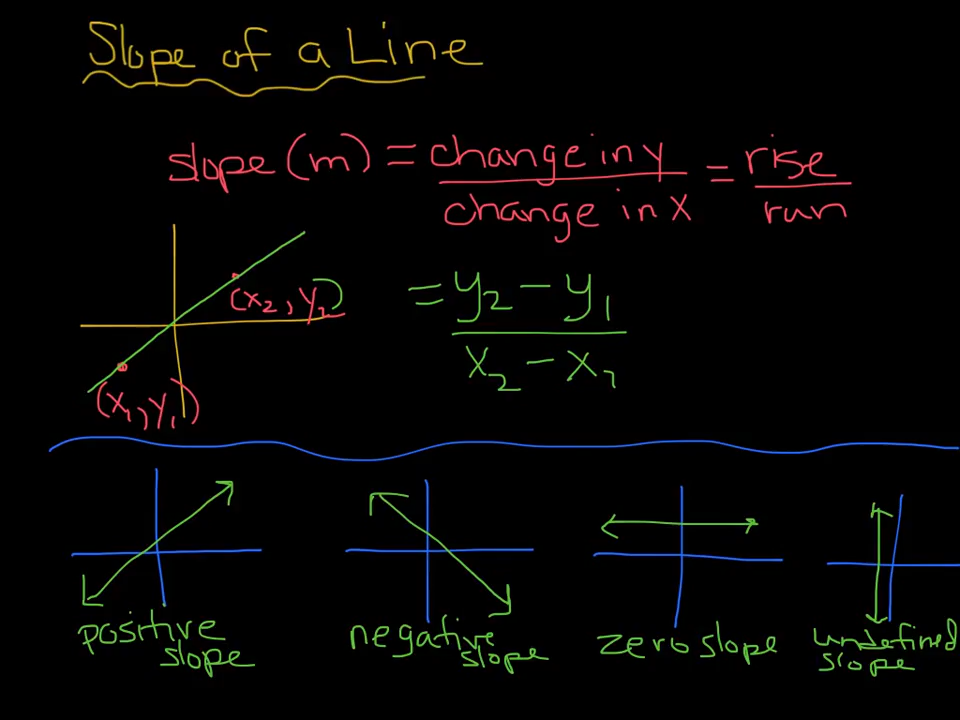 Slope of a Line
slope (m) = change in y / change in x = rise / run
(x₂, y₂)
= y₂ - y₁ / x₂ - x₁
(x₁, y₁)
positive slope
negative slope
zero slope
undefined slope